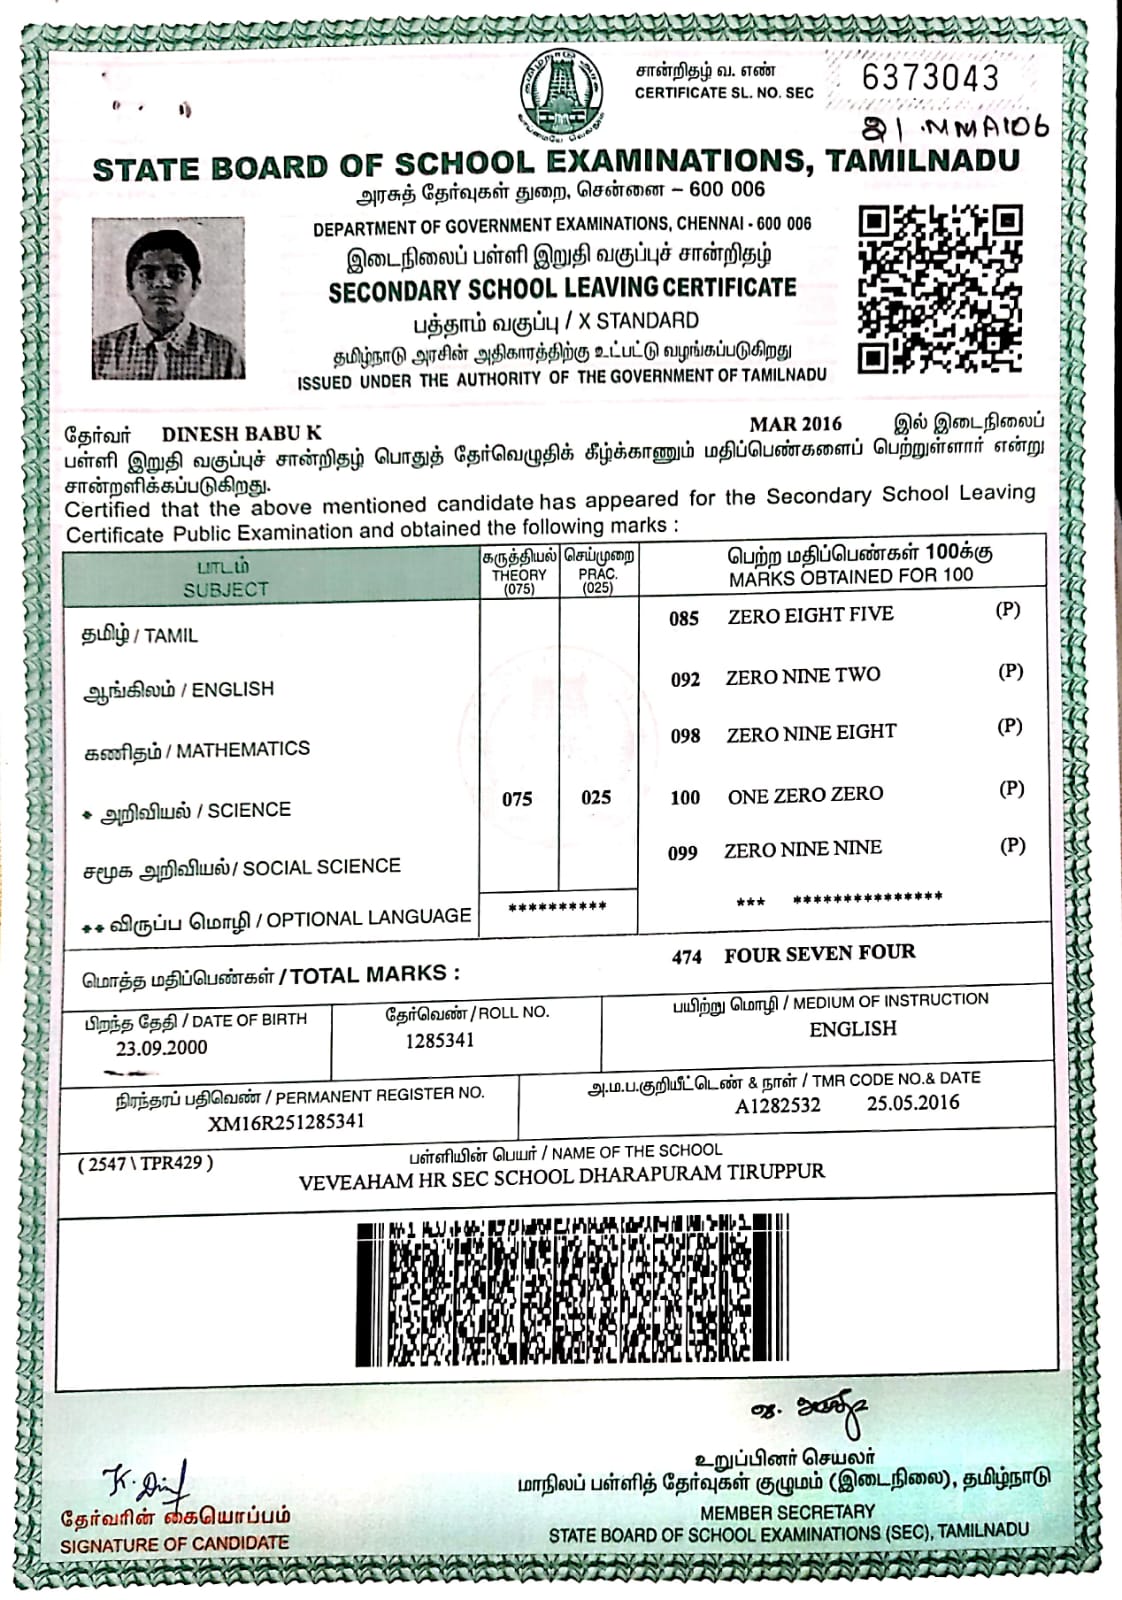 சான்றிதழ் வ. எண்
CERTIFICATE SL. NO. SEC 6373043
21.MMA106
STATE BOARD OF SCHOOL EXAMINATIONS, TAMILNADU
அரசுத் தேர்வுகள் துறை, சென்னை – 600 006
DEPARTMENT OF GOVERNMENT EXAMINATIONS, CHENNAI - 600 006
இடைநிலைப் பள்ளி இறுதி வகுப்புச் சான்றிதழ்
SECONDARY SCHOOL LEAVING CERTIFICATE
பத்தாம் வகுப்பு / X STANDARD
தமிழ்நாடு அரசின் அதிகாரத்திற்கு உட்பட்டு வழங்கப்படுகிறது
ISSUED UNDER THE AUTHORITY OF THE GOVERNMENT OF TAMILNADU
தேர்வர் DINESH BABU K MAR 2016 இல் இடைநிலைப்
பள்ளி இறுதி வகுப்புச் சான்றிதழ் பொதுத் தேர்வெழுதிக் கீழ்க்காணும் மதிப்பெண்களைப் பெற்றுள்ளார் என்று
சான்றளிக்கப்படுகிறது.
Certified that the above mentioned candidate has appeared for the Secondary School Leaving
Certificate Public Examination and obtained the following marks :
பாடம் கருத்தியல் செய்முறை பெற்ற மதிப்பெண்கள் 100க்கு
SUBJECT THEORY PRAC. MARKS OBTAINED FOR 100
(075) (025)
தமிழ் / TAMIL 085 ZERO EIGHT FIVE (P)
ஆங்கிலம் / ENGLISH 092 ZERO NINE TWO (P)
கணிதம் / MATHEMATICS 098 ZERO NINE EIGHT (P)
* அறிவியல் / SCIENCE 075 025 100 ONE ZERO ZERO (P)
சமூக அறிவியல் / SOCIAL SCIENCE 099 ZERO NINE NINE (P)
** விருப்ப மொழி / OPTIONAL LANGUAGE ********** *** ***************
மொத்த மதிப்பெண்கள் / TOTAL MARKS : 474 FOUR SEVEN FOUR
பிறந்த தேதி / DATE OF BIRTH தேர்வெண் / ROLL NO. பயிற்று மொழி / MEDIUM OF INSTRUCTION
23.09.2000 1285341 ENGLISH
நிரந்தரப் பதிவெண் / PERMANENT REGISTER NO. அ.ம.ப.குறியீட்டெண் & நாள் / TMR CODE NO.& DATE
XM16R251285341 A1282532 25.05.2016
( 2547 \ TPR429 ) பள்ளியின் பெயர் / NAME OF THE SCHOOL
VEVEAHAM HR SEC SCHOOL DHARAPURAM TIRUPPUR
K. Din
தேர்வரின் கையொப்பம்
SIGNATURE OF CANDIDATE
உறுப்பினர் செயலர்
மாநிலப் பள்ளித் தேர்வுகள் குழுமம் (இடைநிலை), தமிழ்நாடு
MEMBER SECRETARY
STATE BOARD OF SCHOOL EXAMINATIONS (SEC), TAMILNADU